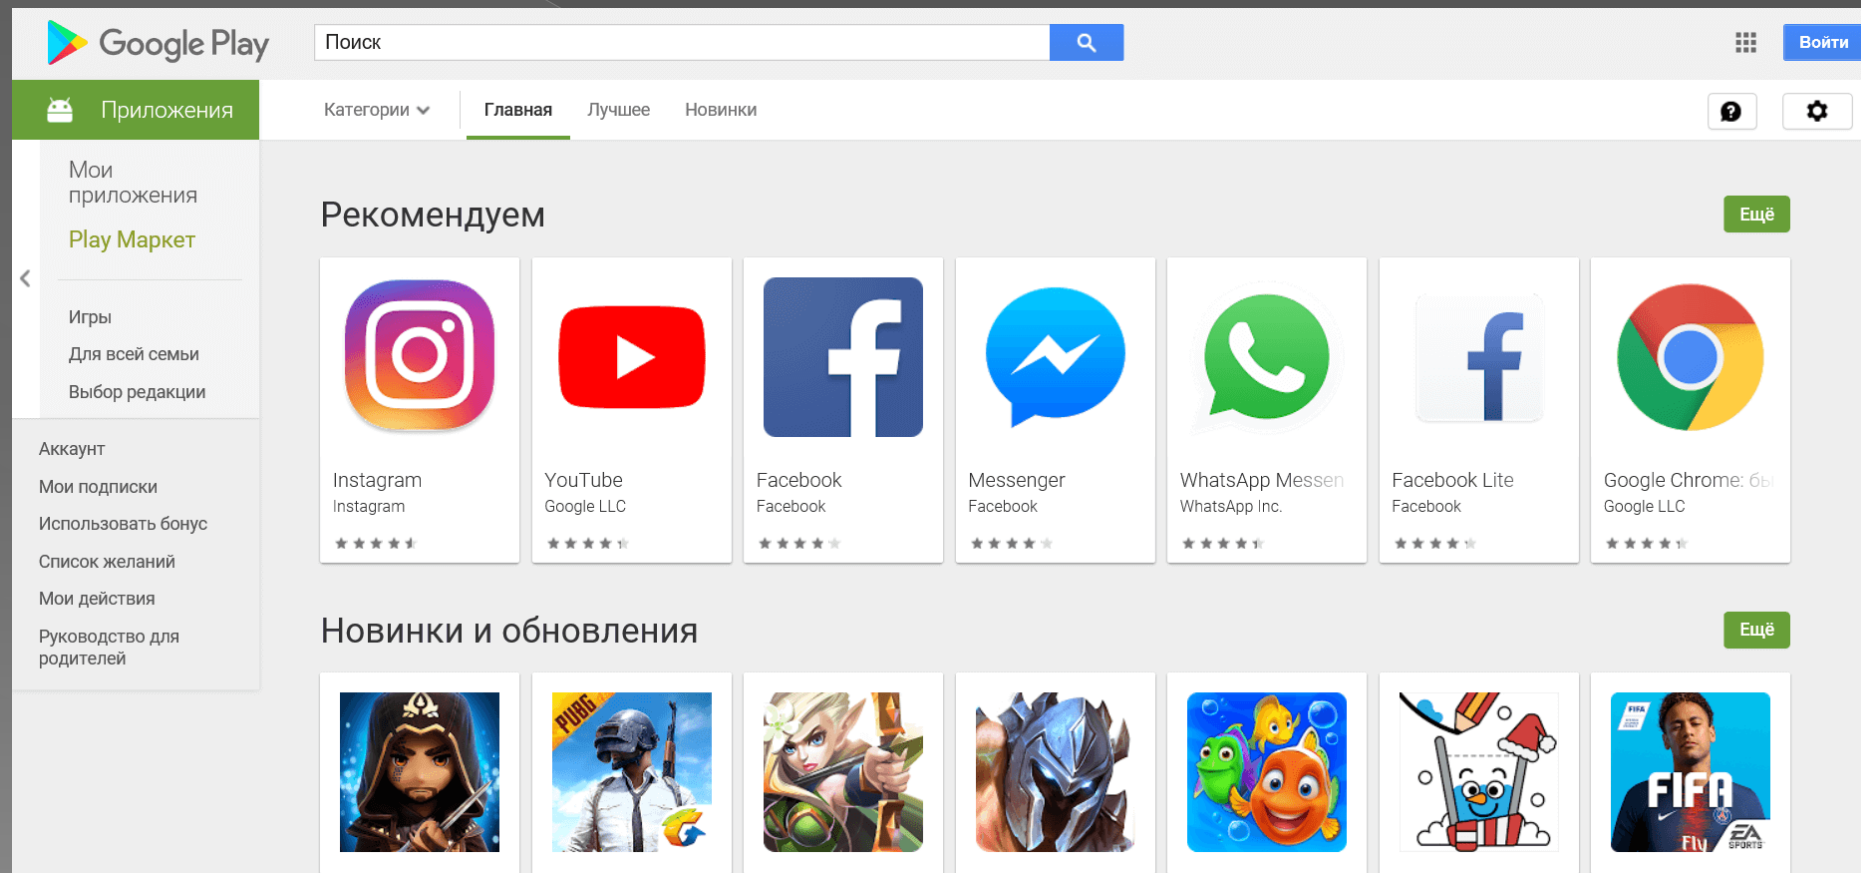 Google Play
Поиск
Войти
Приложения
Категории
Главная
Лучшее
Новинки
Мои
приложения
Play Маркет
Игры
Для всей семьи
Выбор редакции
Аккаунт
Мои подписки
Использовать бонус
Список желаний
Мои действия
Руководство для
родителей
Рекомендуем
Ещё
Instagram
Instagram
YouTube
Google LLC
Facebook
Facebook
Messenger
Facebook
WhatsApp Messen
WhatsApp Inc.
Facebook Lite
Facebook
Google Chrome: бы
Google LLC
Новинки и обновления
Ещё
PUBG
FIFA
FIFA
Fly
EA
SPORTS